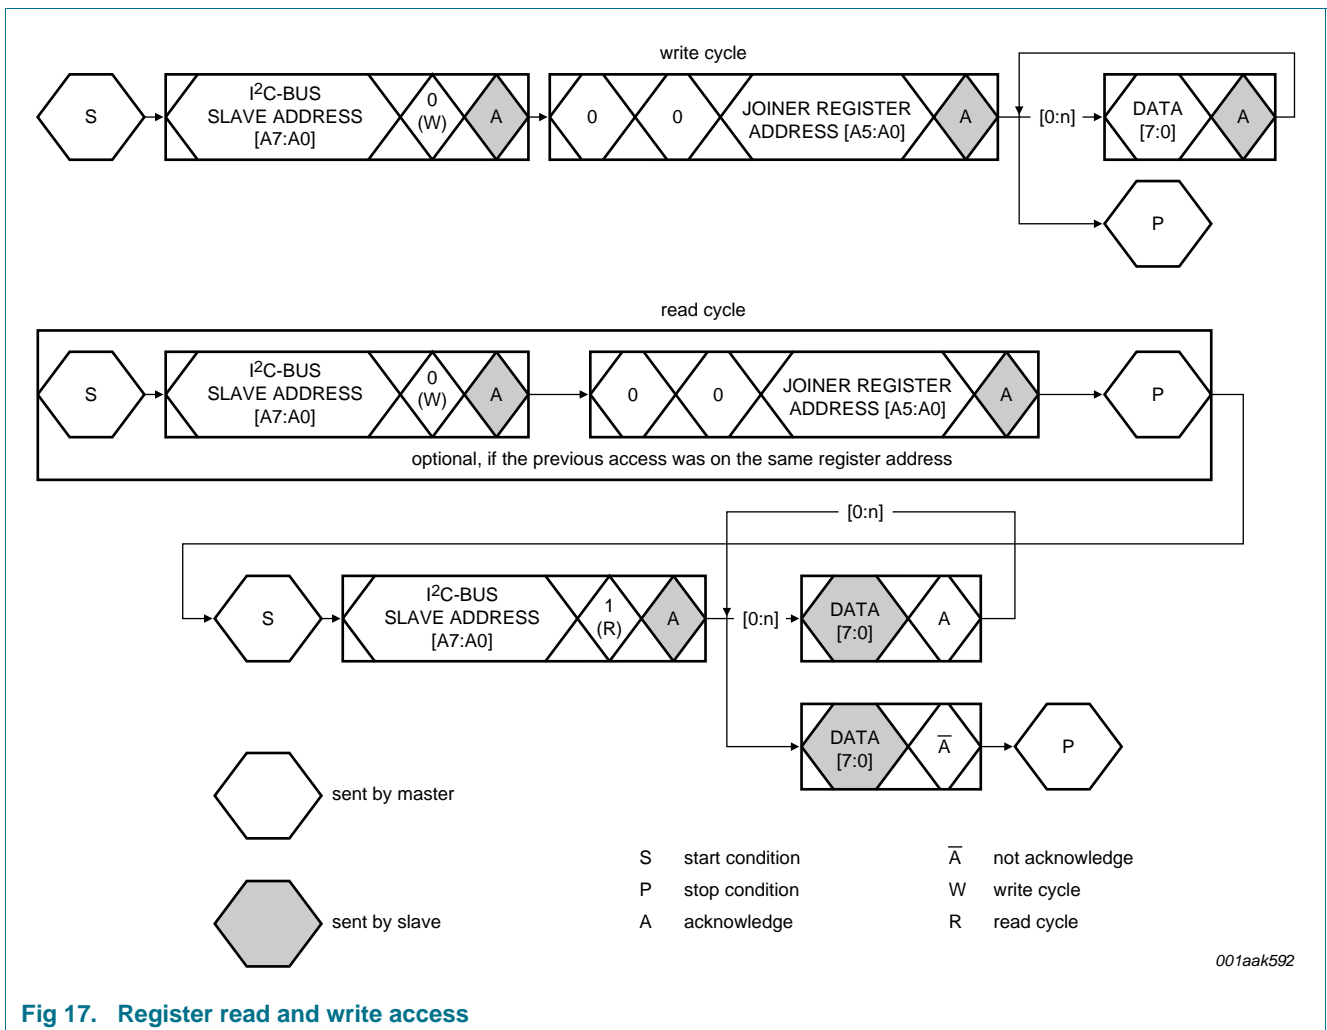 write cycle
S
I2C-BUS
SLAVE ADDRESS
[A7:A0]
0
(W)
A
0
0
JOINER REGISTER
ADDRESS [A5:A0]
A
[0:n]
DATA
[7:0]
A
P
read cycle
S
I2C-BUS
SLAVE ADDRESS
[A7:A0]
0
(W)
A
0
0
JOINER REGISTER
ADDRESS [A5:A0]
A
P
optional, if the previous access was on the same register address
[0:n]
S
I2C-BUS
SLAVE ADDRESS
[A7:A0]
1
(R)
A
[0:n]
DATA
[7:0]
A
DATA
[7:0]
A̅
P
sent by master
sent by slave
S start condition
P stop condition
A acknowledge
A̅ not acknowledge
W write cycle
R read cycle
001aak592
Fig 17. Register read and write access